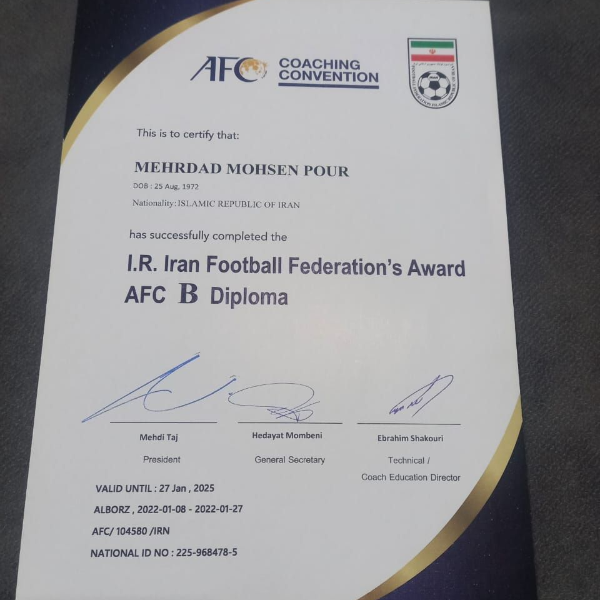 AFC COACHING
CONVENTION
This is to certify that:
MEHRDAD MOHSEN POUR
DOB : 25 Aug, 1972
Nationality: ISLAMIC REPUBLIC OF IRAN
has successfully completed the
I.R. Iran Football Federation's Award
AFC B Diploma
Mehdi Taj
President
Hedayat Mombeni
General Secretary
Ebrahim Shakouri
Technical /
Coach Education Director
VALID UNTIL : 27 Jan , 2025
ALBORZ , 2022-01-08 - 2022-01-27
AFC/ 104580 /IRN
NATIONAL ID NO : 225-968478-5